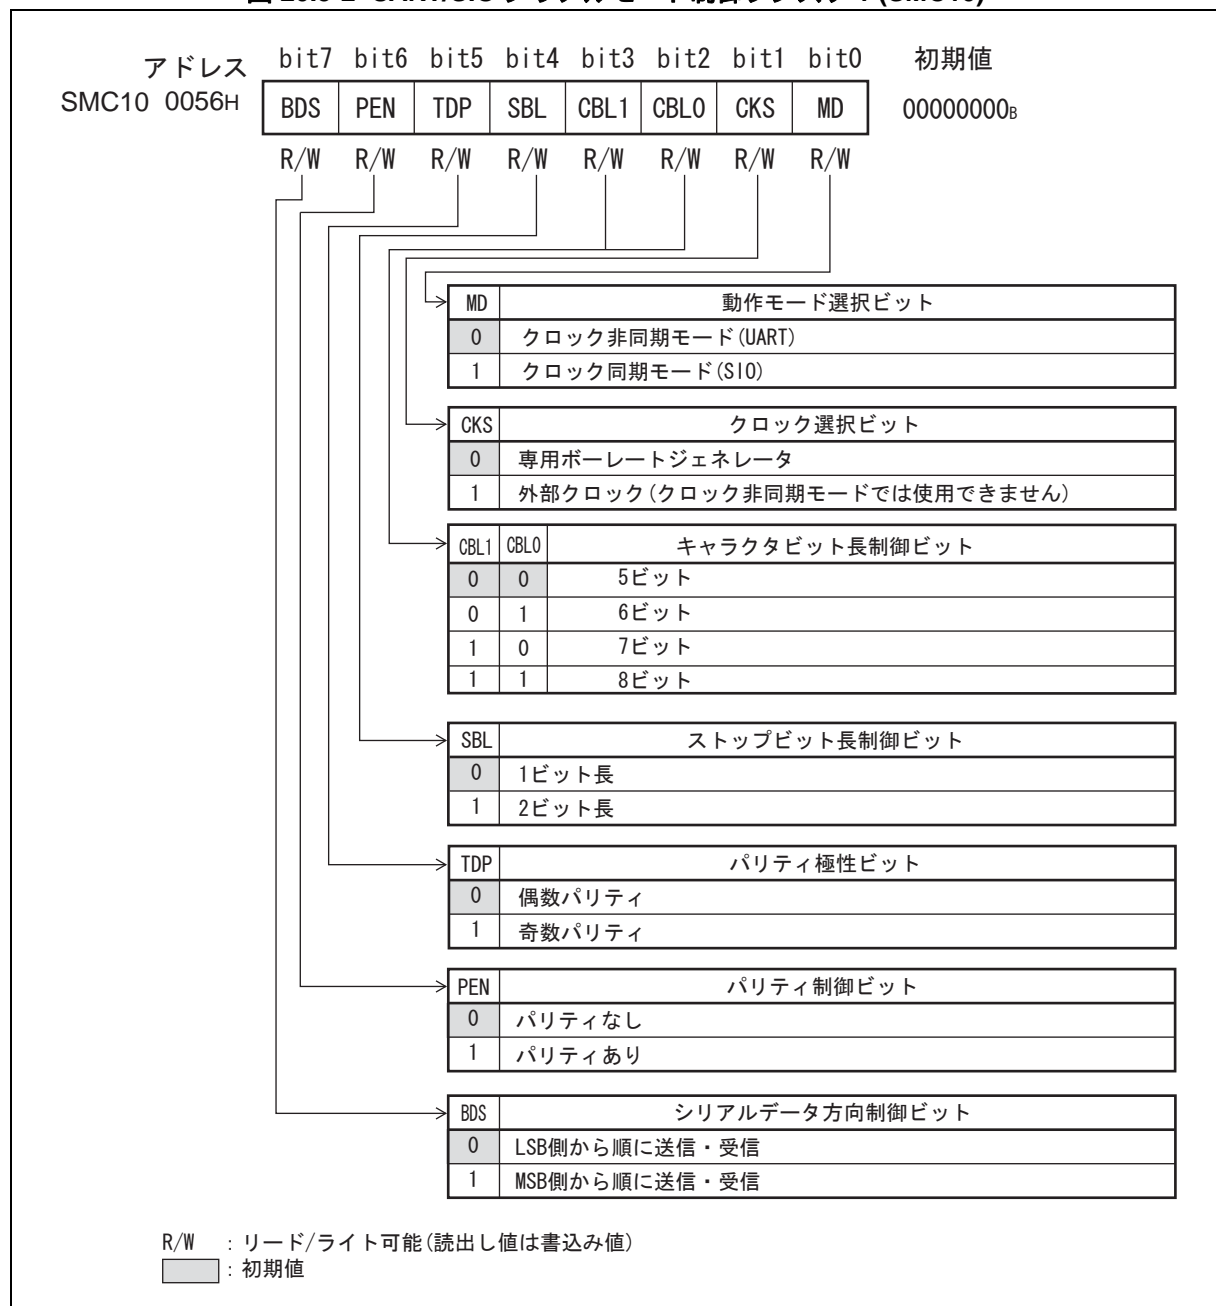 bit7 bit6 bit5 bit4 bit3 bit2 bit1 bit0 初期値
アドレス
SMC10 0056H BDS PEN TDP SBL CBL1 CBL0 CKS MD 00000000B
R/W R/W R/W R/W R/W R/W R/W R/W
MD 動作モード選択ビット
0 クロック非同期モード(UART)
1 クロック同期モード(SIO)
CKS クロック選択ビット
0 専用ボーレートジェネレータ
1 外部クロック(クロック非同期モードでは使用できません)
CBL1 CBL0 キャラクタビット長制御ビット
0 0 5ビット
0 1 6ビット
1 0 7ビット
1 1 8ビット
SBL ストップビット長制御ビット
0 1ビット長
1 2ビット長
TDP パリティ極性ビット
0 偶数パリティ
1 奇数パリティ
PEN パリティ制御ビット
0 パリティなし
1 パリティあり
BDS シリアルデータ方向制御ビット
0 LSB側から順に送信・受信
1 MSB側から順に送信・受信
R/W :リード/ライト可能(読出し値は書込み値)
:初期値